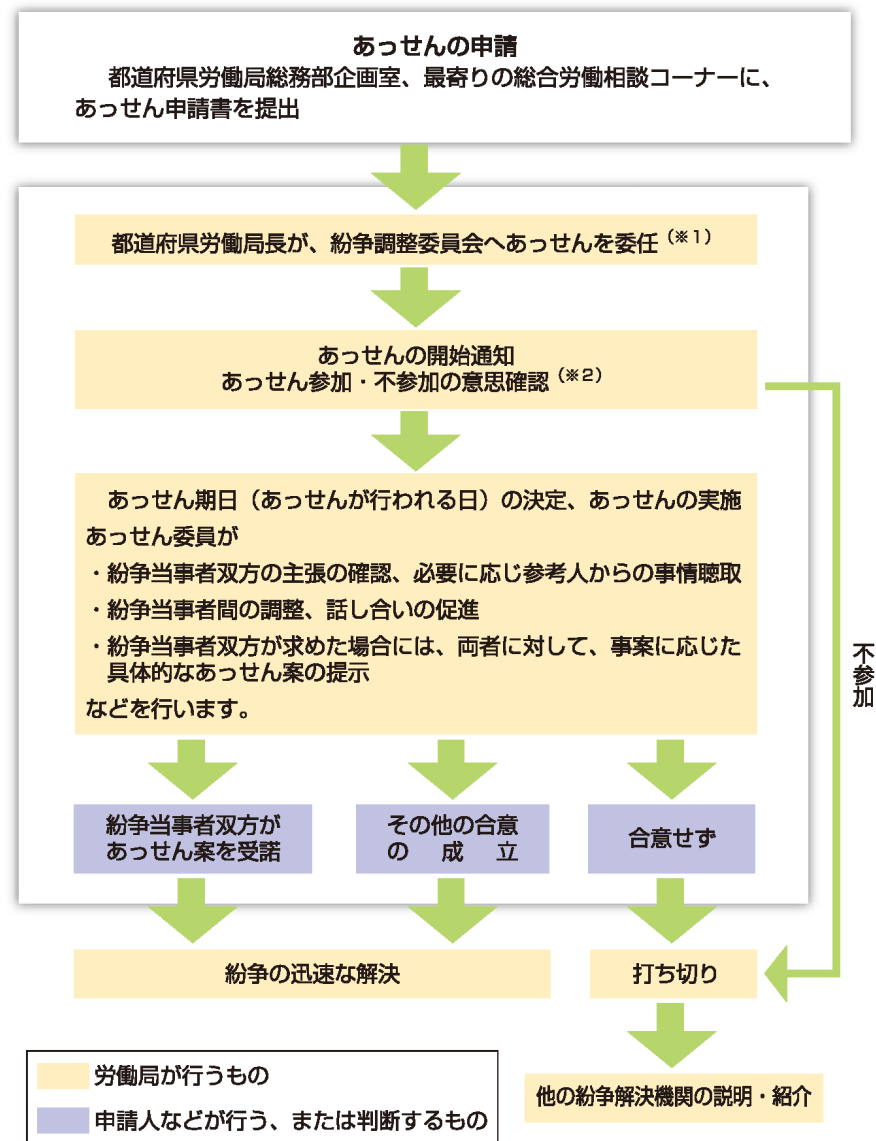 あっせんの申請
都道府県労働局総務部企画室、最寄りの総合労働相談コーナーに、
あっせん申請書を提出
都道府県労働局長が、紛争調整委員会へあっせんを委任（※1）
あっせんの開始通知
あっせん参加・不参加の意思確認（※2）
あっせん期日（あっせんが行われる日）の決定、あっせんの実施
あっせん委員が
・紛争当事者双方の主張の確認、必要に応じ参考人からの事情聴取
・紛争当事者間の調整、話し合いの促進
・紛争当事者双方が求めた場合には、両者に対して、事案に応じた
具体的なあっせん案の提示
などを行います。
不参加
紛争当事者双方が
あっせん案を受諾
その他の合意
の成立
合意せず
紛争の迅速な解決
打ち切り
他の紛争解決機関の説明・紹介
労働局が行うもの
申請人などが行う、または判断するもの